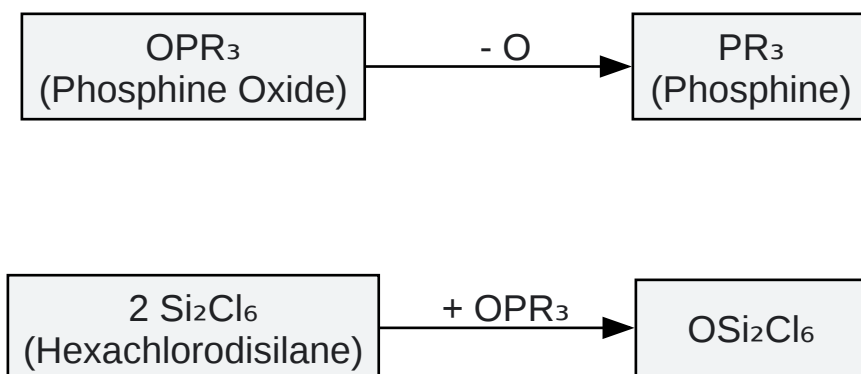 OPR₃
(Phosphine Oxide)
- O
PR₃
(Phosphine)
2 Si₂Cl₆
(Hexachlorodisilane)
+ OPR₃
OSi₂Cl₆